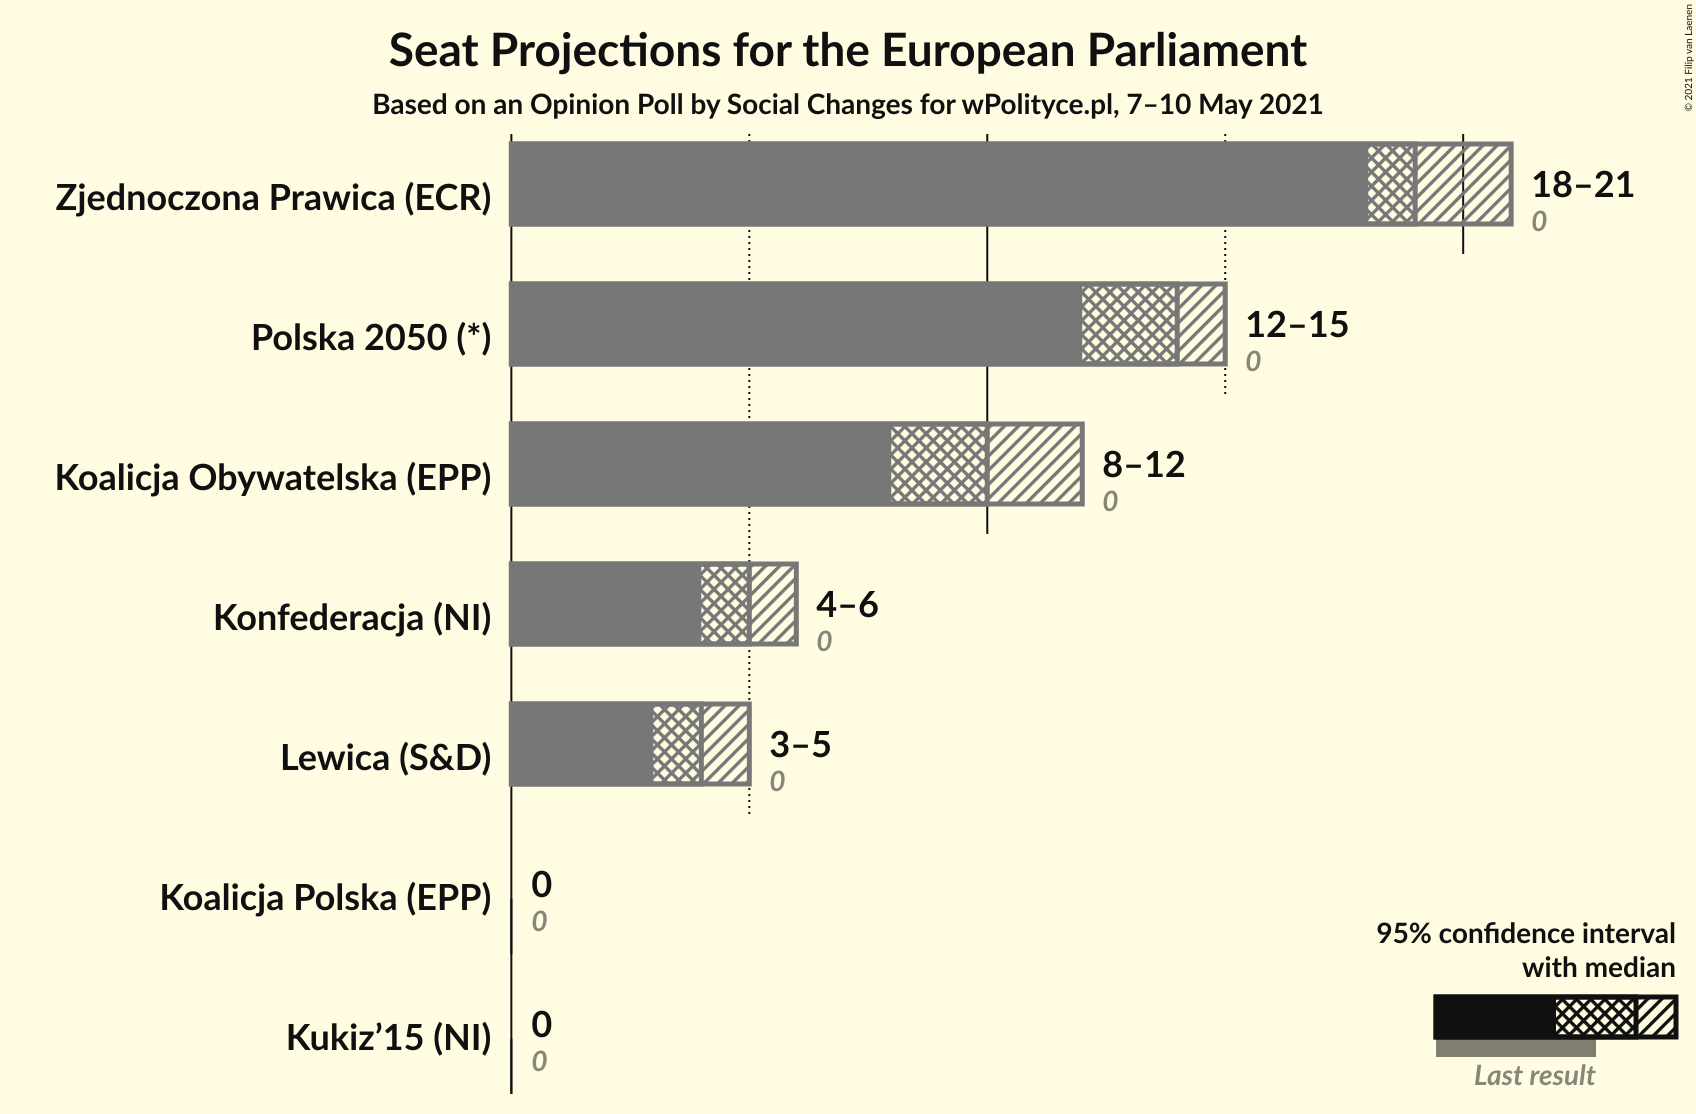 Seat Projections for the European Parliament
Based on an Opinion Poll by Social Changes for wPolityce.pl, 7–10 May 2021
© 2021 Filip van Laenen
Zjednoczona Prawica (ECR)
18–21
0
Polska 2050 (*)
12–15
0
Koalicja Obywatelska (EPP)
8–12
0
Konfederacja (NI)
4–6
0
Lewica (S&D)
3–5
0
Koalicja Polska (EPP)
0
0
Kukiz’15 (NI)
0
0
95% confidence interval
with median
Last result